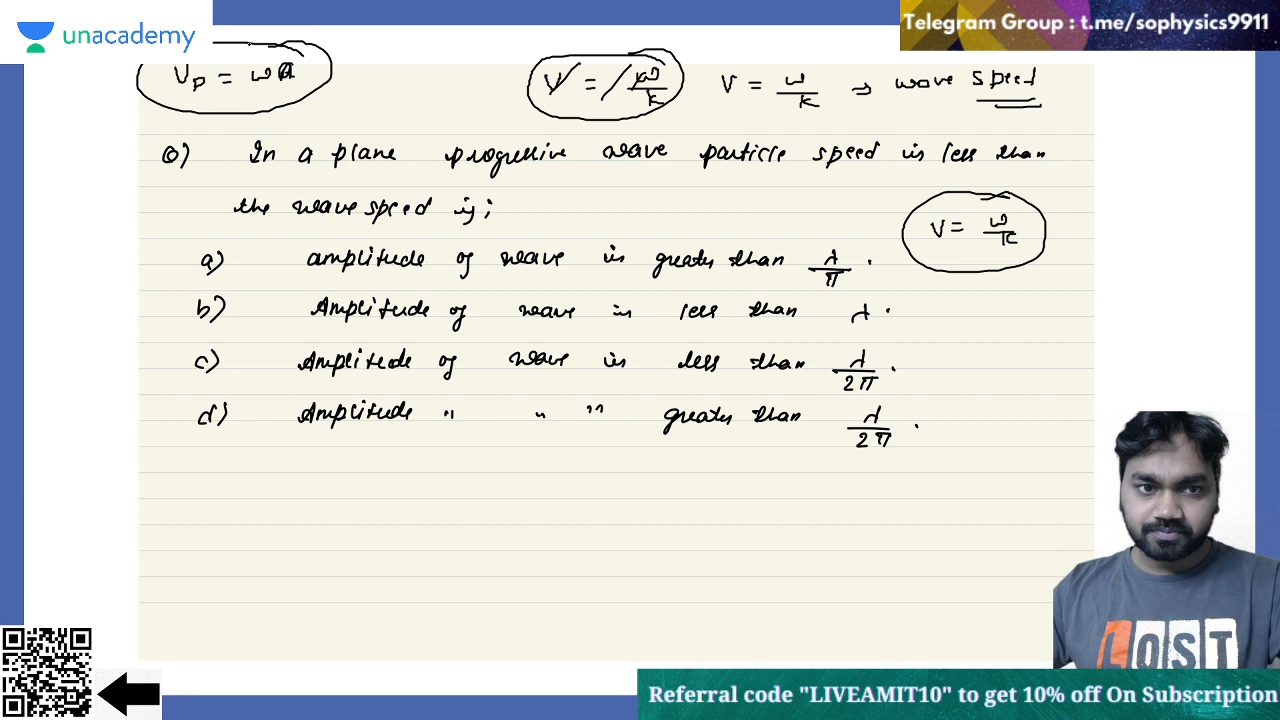 unacademy
Telegram Group : t.me/sophysics9911
Vp = ωa
V = ω/k
V = ω/k ⇒ wave speed
Q) In a plane progressive wave particle speed is less than
the wave speed if;
V = ω/k
a) amplitude of wave is greater than λ/π.
b) Amplitude of wave is less than λ.
c) Amplitude of wave is less than λ/2π.
d) Amplitude " " " greater than λ/2π.
LOST
Referral code "LIVEAMIT10" to get 10% off On Subscription